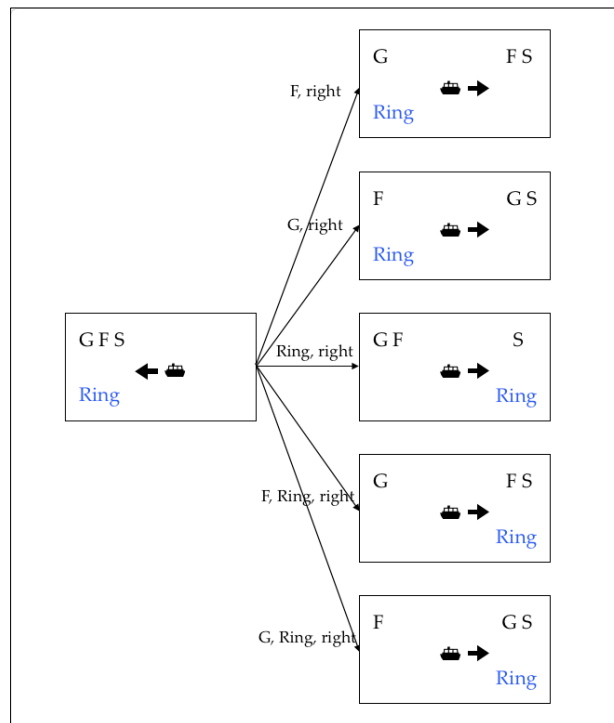 G F S
F, right
Ring
G, right
G F S
Ring
F G S
Ring
Ring, right
G F S
Ring
F, Ring, right
G F S
Ring
G, Ring, right
F G S
Ring